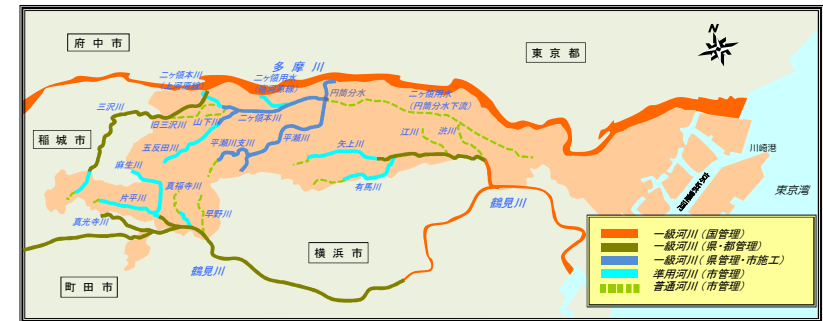 N
府中市
東京都
多摩川
二ヶ領本川
(上河原線)
二ヶ領用水
円筒分水
二ヶ領用水
(円筒分水下流)
三沢川
旧三沢川
山下川
二ヶ領本川
稲城市
五反田川
平瀬川支川
平瀬川
矢上川
江川
渋川
川崎港
麻生川
有馬川
東京湾
片平川
真福寺川
早野川
鶴見川
真光寺川
鶴見川
横浜市
町田市
一級河川(国管理)
一級河川(県・都管理)
一級河川(県管理・市施工)
準用河川(市管理)
普通河川(市管理)